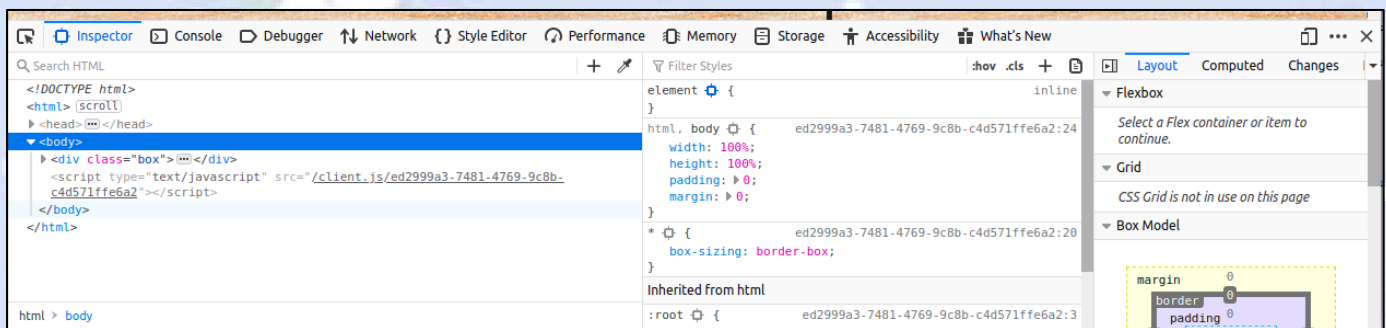 Inspector Console Debugger Network {} Style Editor Performance Memory Storage Accessibility What's New
Search HTML
<!DOCTYPE html>
<html> scroll
<head> </head>
<body>
<div class="box"> </div>
<script type="text/javascript" src="/client.js/ed2999a3-7481-4769-9c8b-
c4d571ffe6a2"></script>
</body>
</html>
html > body
Filter Styles :hov .cls +
element { inline
}
html, body { ed2999a3-7481-4769-9c8b-c4d571ffe6a2:24
width: 100%;
height: 100%;
padding: 0;
margin: 0;
}
* { ed2999a3-7481-4769-9c8b-c4d571ffe6a2:20
box-sizing: border-box;
}
Inherited from html
:root { ed2999a3-7481-4769-9c8b-c4d571ffe6a2:3
Layout Computed Changes
Flexbox
Select a Flex container or item to
continue.
Grid
CSS Grid is not in use on this page
Box Model
margin 0
border 0
padding 0